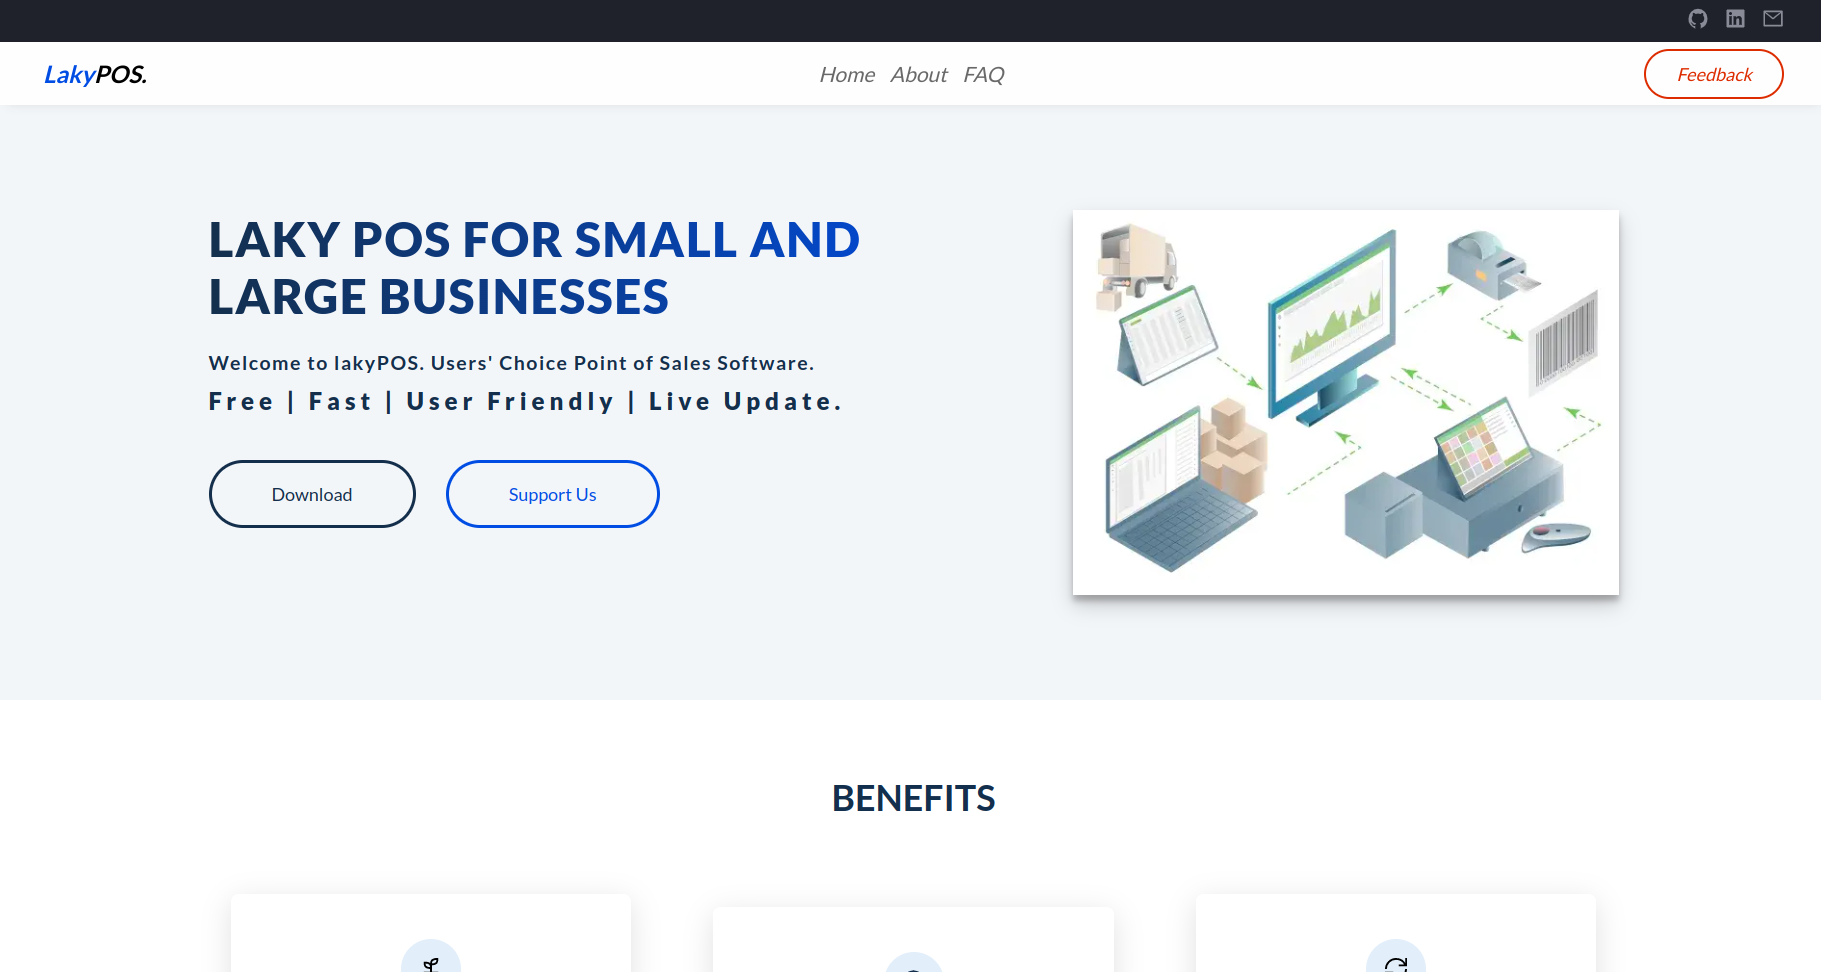 LakyPOS.
Home About FAQ
Feedback
LAKY POS FOR SMALL AND
LARGE BUSINESSES
Welcome to lakyPOS. Users' Choice Point of Sales Software.
Free | Fast | User Friendly | Live Update.
Download
Support Us
BENEFITS